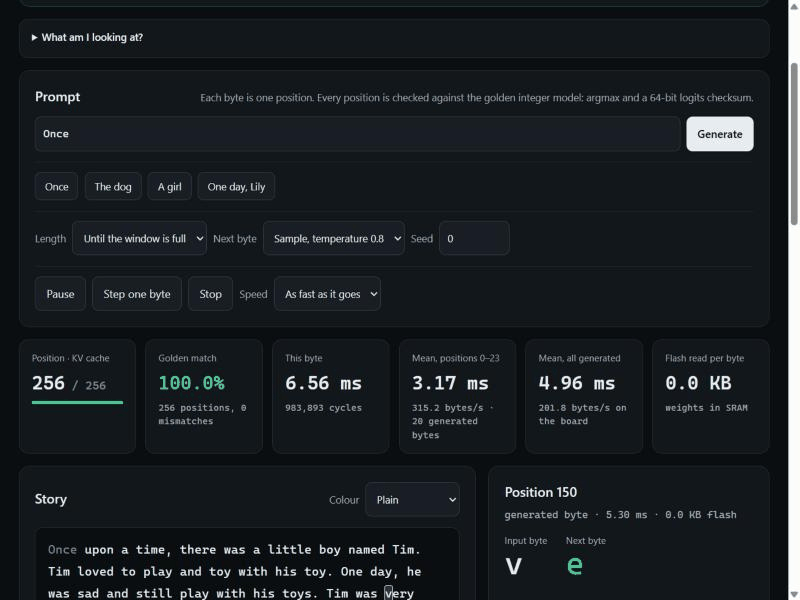 What am I looking at?
Prompt
Each byte is one position. Every position is checked against the golden integer model: argmax and a 64-bit logits checksum.
Once
Generate
Once
The dog
A girl
One day, Lily
Length
Until the window is full
Next byte
Sample, temperature 0.8
Seed
0
Pause
Step one byte
Stop
Speed
As fast as it goes
Position · KV cache
256 / 256
Golden match
100.0%
256 positions, 0
mismatches
This byte
6.56 ms
983,893 cycles
Mean, positions 0–23
3.17 ms
315.2 bytes/s ·
20 generated
bytes
Mean, all generated
4.96 ms
201.8 bytes/s on
the board
Flash read per byte
0.0 KB
weights in SRAM
Story
Colour
Plain
Once upon a time, there was a little boy named Tim.
Tim loved to play and toy with his toy. One day, he
was sad and still play with his toys. Tim was very
Position 150
generated byte · 5.30 ms · 0.0 KB flash
Input byte
Next byte
v
e